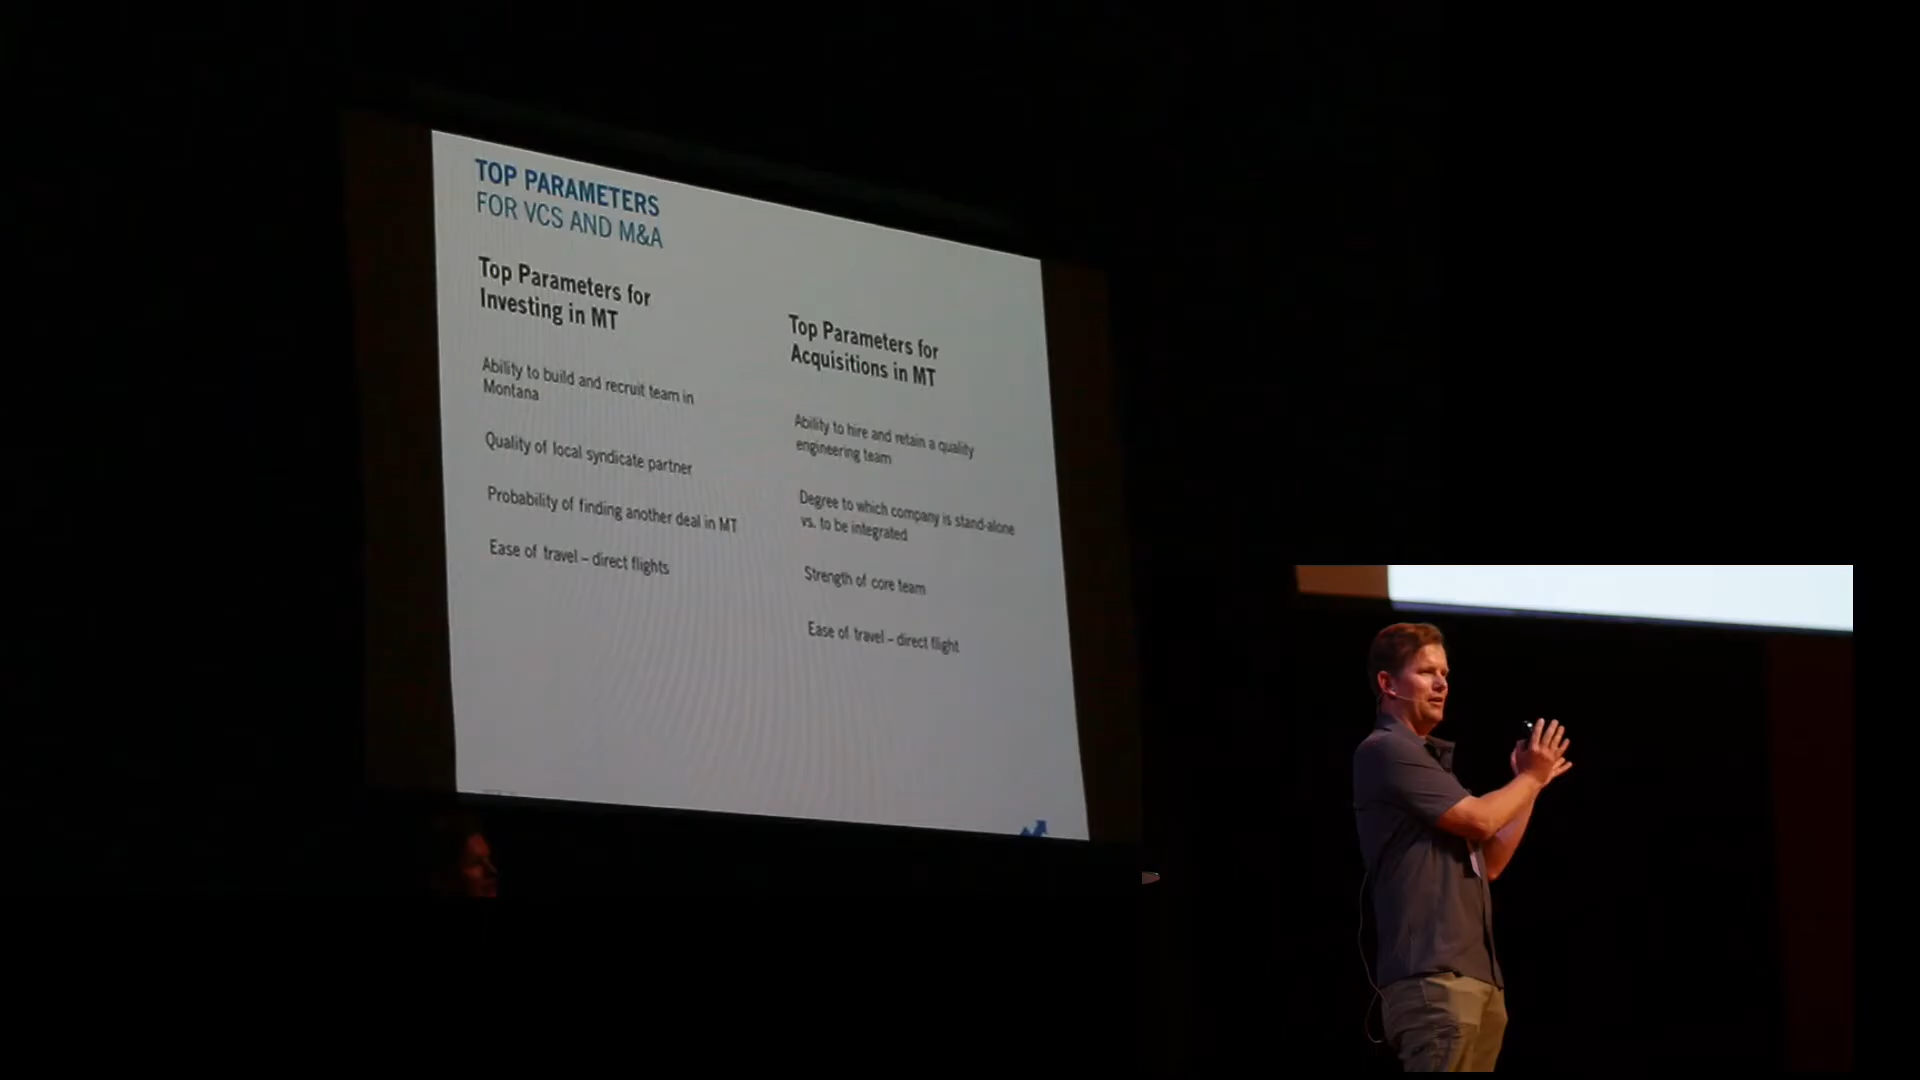 TOP PARAMETERS
FOR VCS AND M&A
Top Parameters for
Investing in MT
Ability to build and recruit team in
Montana
Quality of local syndicate partner
Probability of finding another deal in MT
Ease of travel – direct flights
Top Parameters for
Acquisitions in MT
Ability to hire and retain a quality
engineering team
Degree to which company is stand-alone
vs. to be integrated
Strength of core team
Ease of travel – direct flight